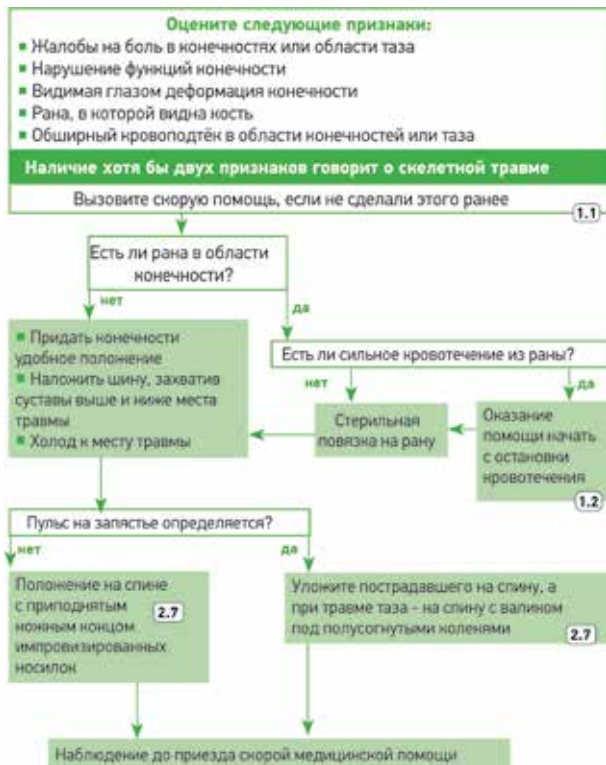 Оцените следующие признаки:
▪ Жалобы на боль в конечностях или области таза
▪ Нарушение функций конечности
▪ Видимая глазом деформация конечности
▪ Рана, в которой видна кость
▪ Обширный кровоподтёк в области конечностей или таза
Наличие хотя бы двух признаков говорит о скелетной травме
Вызовите скорую помощь, если не сделали этого ранее
1.1
Есть ли рана в области
конечности?
нет
да
▪ Придать конечности
удобное положение
▪ Наложить шину, захватив
суставы выше и ниже места
травмы
▪ Холод к месту травмы
Есть ли сильное кровотечение из раны?
нет
да
Стерильная
повязка на рану
Оказание
помощи начать
с остановки
кровотечения
1.2
Пульс на запястье определяется?
нет
да
Положение на спине
с приподнятым
ножным концом
импровизированных
носилок
2.7
Уложите пострадавшего на спину, а
при травме таза - на спину с валиком
под полусогнутыми коленями
2.7
Наблюдение до приезда скорой медицинской помощи